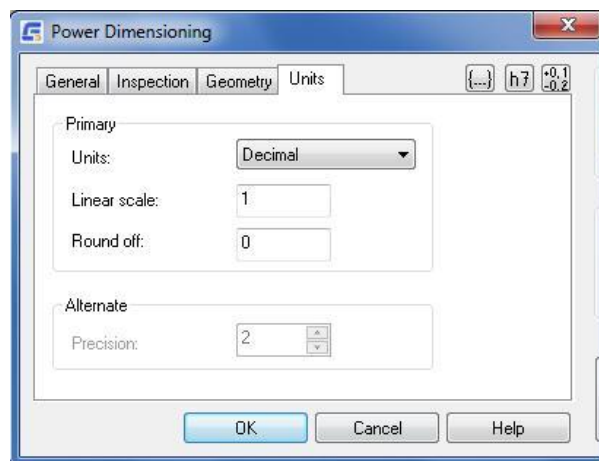 Power Dimensioning
General Inspection Geometry Units {...} h7 +0,1 -0,2
Primary
Units: Decimal
Linear scale: 1
Round off: 0
Alternate
Precision: 2
OK Cancel Help